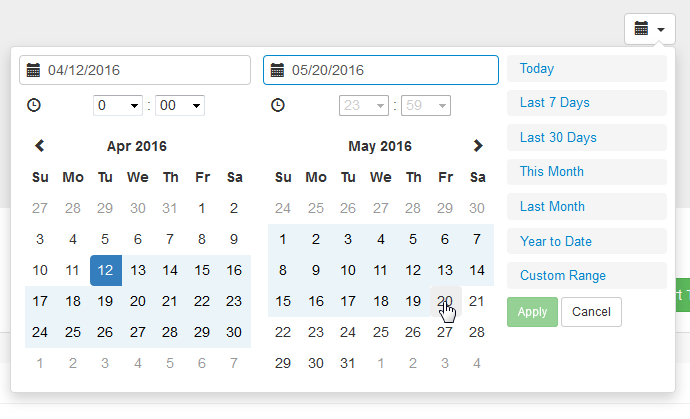 04/12/2016
05/20/2016
0 : 00
23 : 59
Apr 2016
Su Mo Tu We Th Fr Sa
27 28 29 30 31 1 2
3 4 5 6 7 8 9
10 11 12 13 14 15 16
17 18 19 20 21 22 23
24 25 26 27 28 29 30
1 2 3 4 5 6 7
May 2016
Su Mo Tu We Th Fr Sa
24 25 26 27 28 29 30
1 2 3 4 5 6 7
8 9 10 11 12 13 14
15 16 17 18 19 20 21
22 23 24 25 26 27 28
29 30 31 1 2 3 4
Today
Last 7 Days
Last 30 Days
This Month
Last Month
Year to Date
Custom Range
Apply Cancel